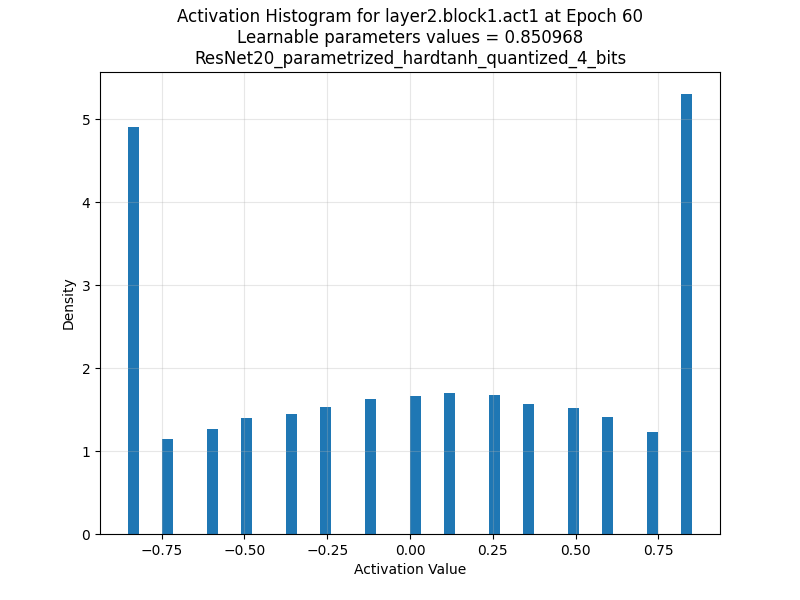 Activation Histogram for layer2.block1.act1 at Epoch 60
Learnable parameters values = 0.850968
ResNet20_parametrized_hardtanh_quantized_4_bits
5
4
3
2
1
0
Density
−0.75 −0.50 −0.25 0.00 0.25 0.50 0.75
Activation Value